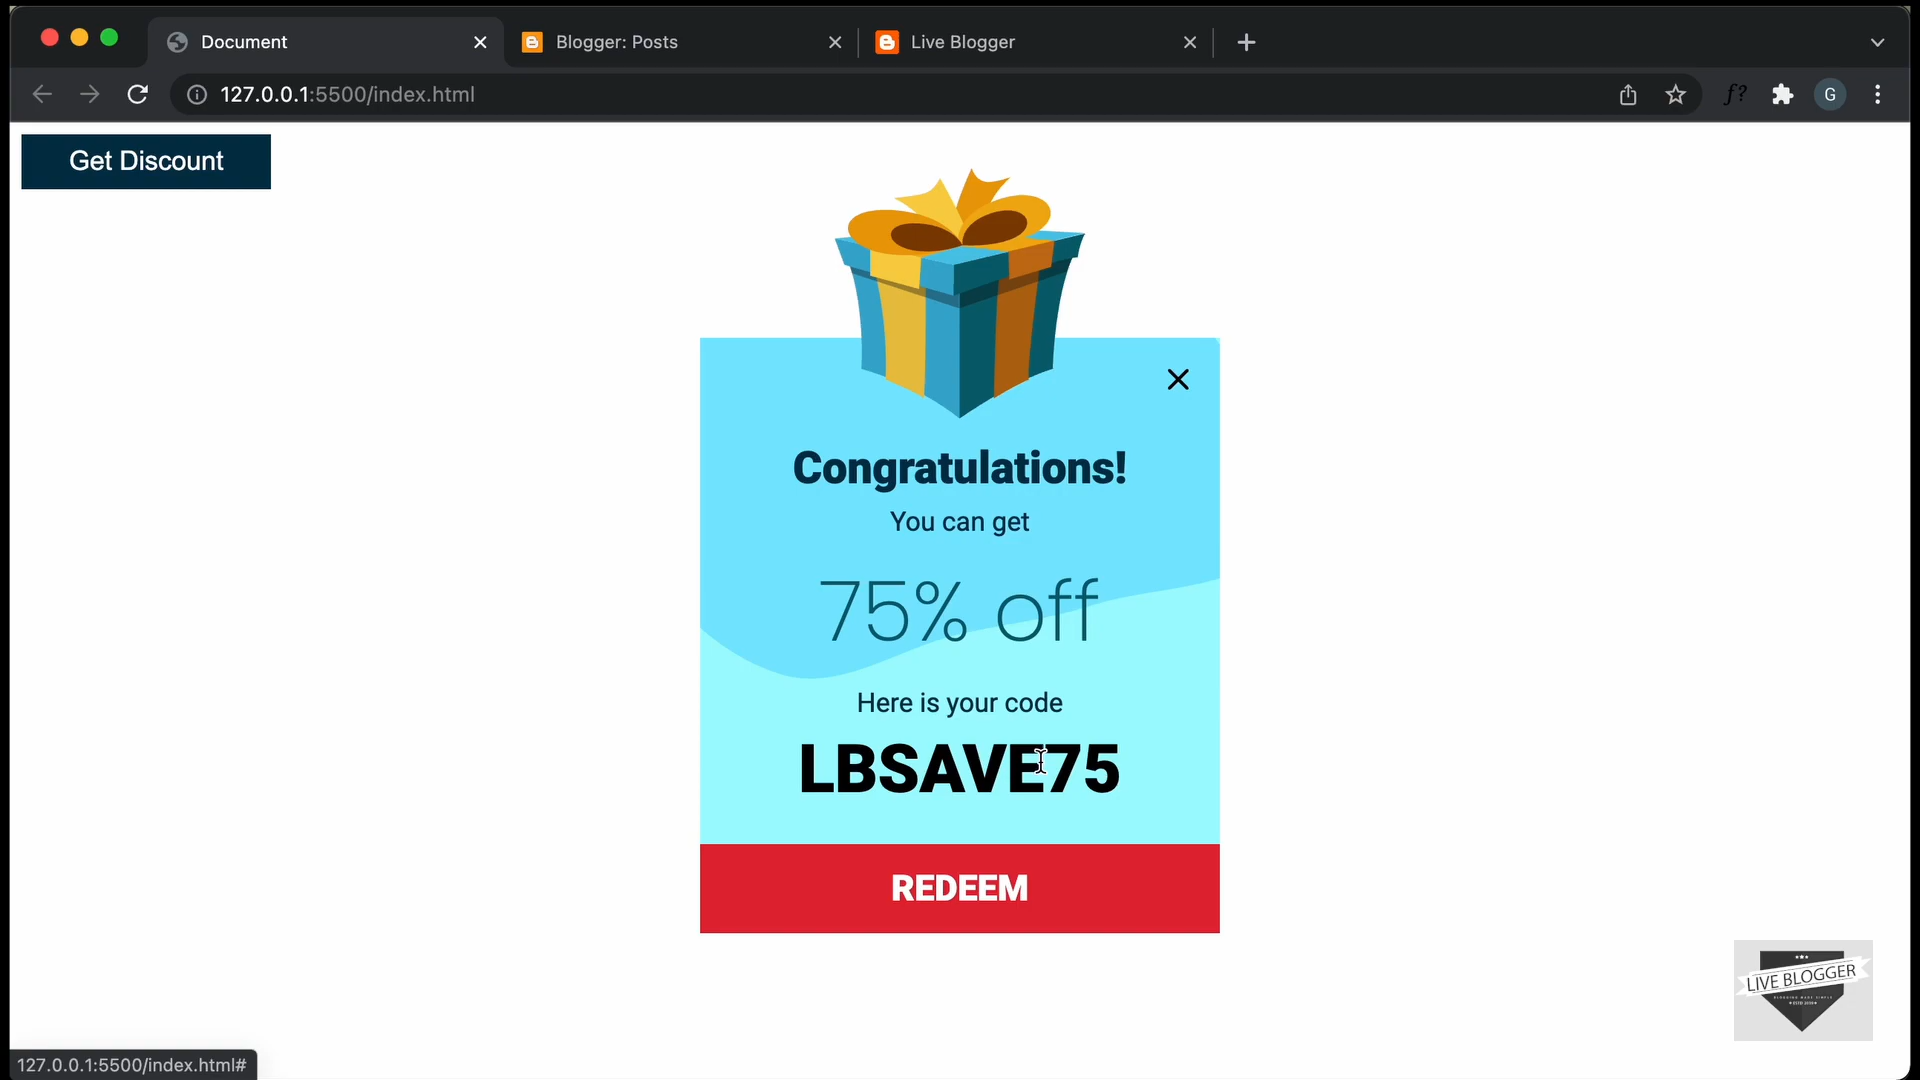 Document
Blogger: Posts
Live Blogger
127.0.0.1:5500/index.html
f?
G
Get Discount
Congratulations!
You can get
75% off
Here is your code
LBSAVE75
REDEEM
LIVE BLOGGER
127.0.0.1:5500/index.html#